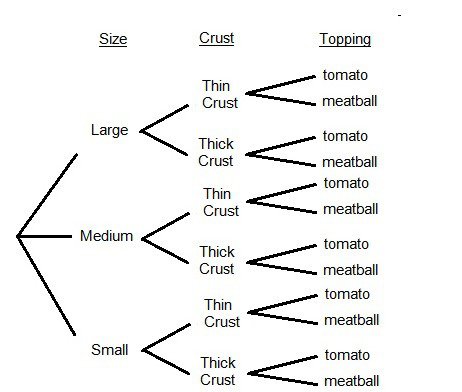 Size Crust Topping
Thin
Crust
tomato
meatball
Large
Thick
Crust
tomato
meatball
Thin
Crust
tomato
meatball
Medium
Thick
Crust
tomato
meatball
Thin
Crust
tomato
meatball
Small
Thick
Crust
tomato
meatball